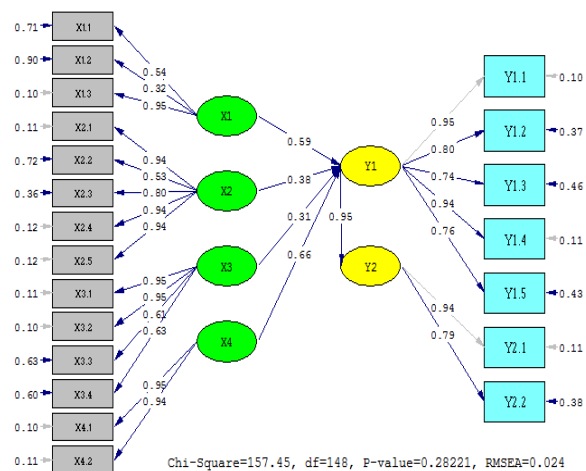 0.71 X1.1
0.90 X1.2
0.10 X1.3
0.11 X2.1
0.72 X2.2
0.36 X2.3
0.12 X2.4
0.12 X2.5
0.11 X3.1
0.10 X3.2
0.63 X3.3
0.60 X3.4
0.10 X4.1
0.11 X4.2
0.54
0.32
0.95
0.94
0.53
0.80
0.94
0.94
0.95
0.95
0.61
0.63
0.95
0.94
X1
X2
X3
X4
0.59
0.38
0.31
0.66
Y1
0.95
Y2
0.95
0.80
0.74
0.94
0.76
0.94
0.79
Y1.1 0.10
Y1.2 0.37
Y1.3 0.46
Y1.4 0.11
Y1.5 0.43
Y2.1 0.11
Y2.2 0.38
Chi-Square=157.45, df=148, P-value=0.28221, RMSEA=0.024